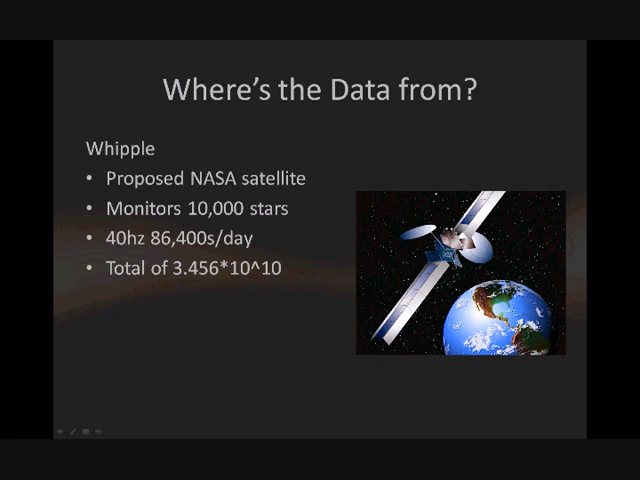 Where's the Data from?
Whipple
• Proposed NASA satellite
• Monitors 10,000 stars
• 40hz 86,400s/day
• Total of 3.456*10^10